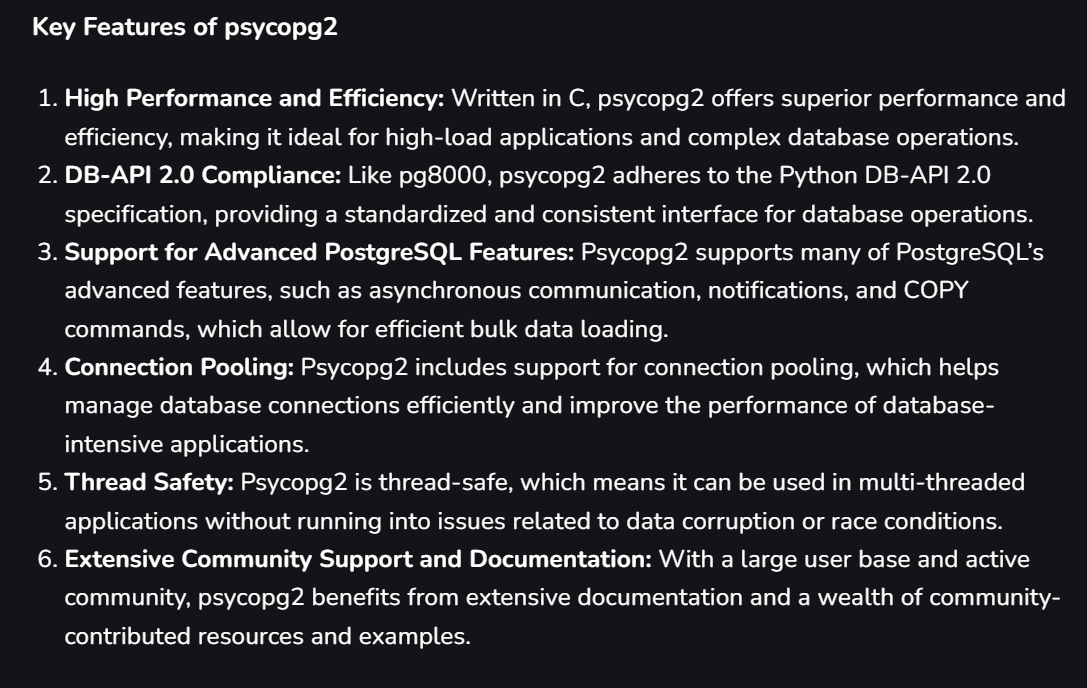 Key Features of psycopg2
1. High Performance and Efficiency: Written in C, psycopg2 offers superior performance and
efficiency, making it ideal for high-load applications and complex database operations.
2. DB-API 2.0 Compliance: Like pg8000, psycopg2 adheres to the Python DB-API 2.0
specification, providing a standardized and consistent interface for database operations.
3. Support for Advanced PostgreSQL Features: Psycopg2 supports many of PostgreSQL’s
advanced features, such as asynchronous communication, notifications, and COPY
commands, which allow for efficient bulk data loading.
4. Connection Pooling: Psycopg2 includes support for connection pooling, which helps
manage database connections efficiently and improve the performance of database-
intensive applications.
5. Thread Safety: Psycopg2 is thread-safe, which means it can be used in multi-threaded
applications without running into issues related to data corruption or race conditions.
6. Extensive Community Support and Documentation: With a large user base and active
community, psycopg2 benefits from extensive documentation and a wealth of community-
contributed resources and examples.